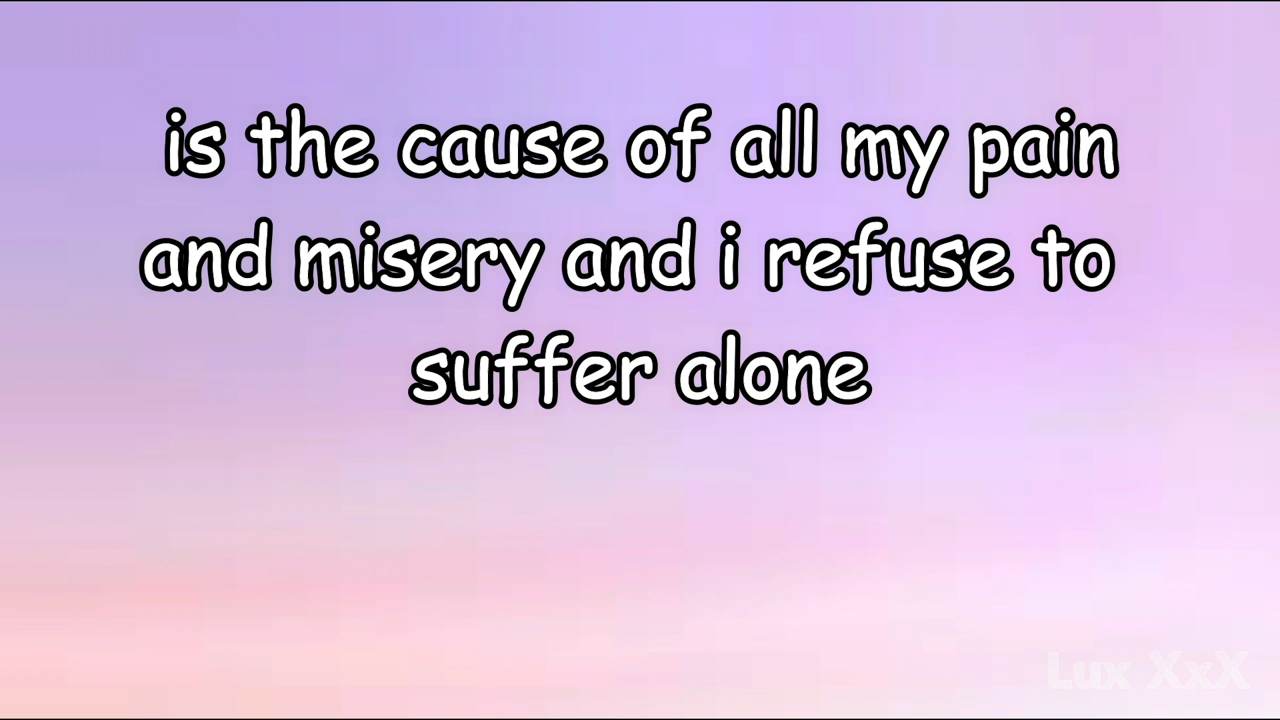 is the cause of all my pain
and misery and i refuse to
suffer alone
Lux XxX